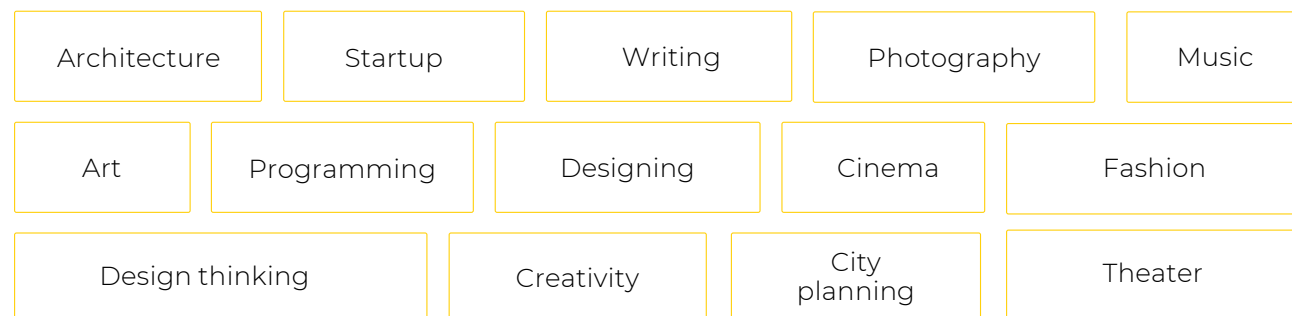 Architecture
Startup
Writing
Photography
Music
Art
Programming
Designing
Cinema
Fashion
Design thinking
Creativity
City
planning
Theater